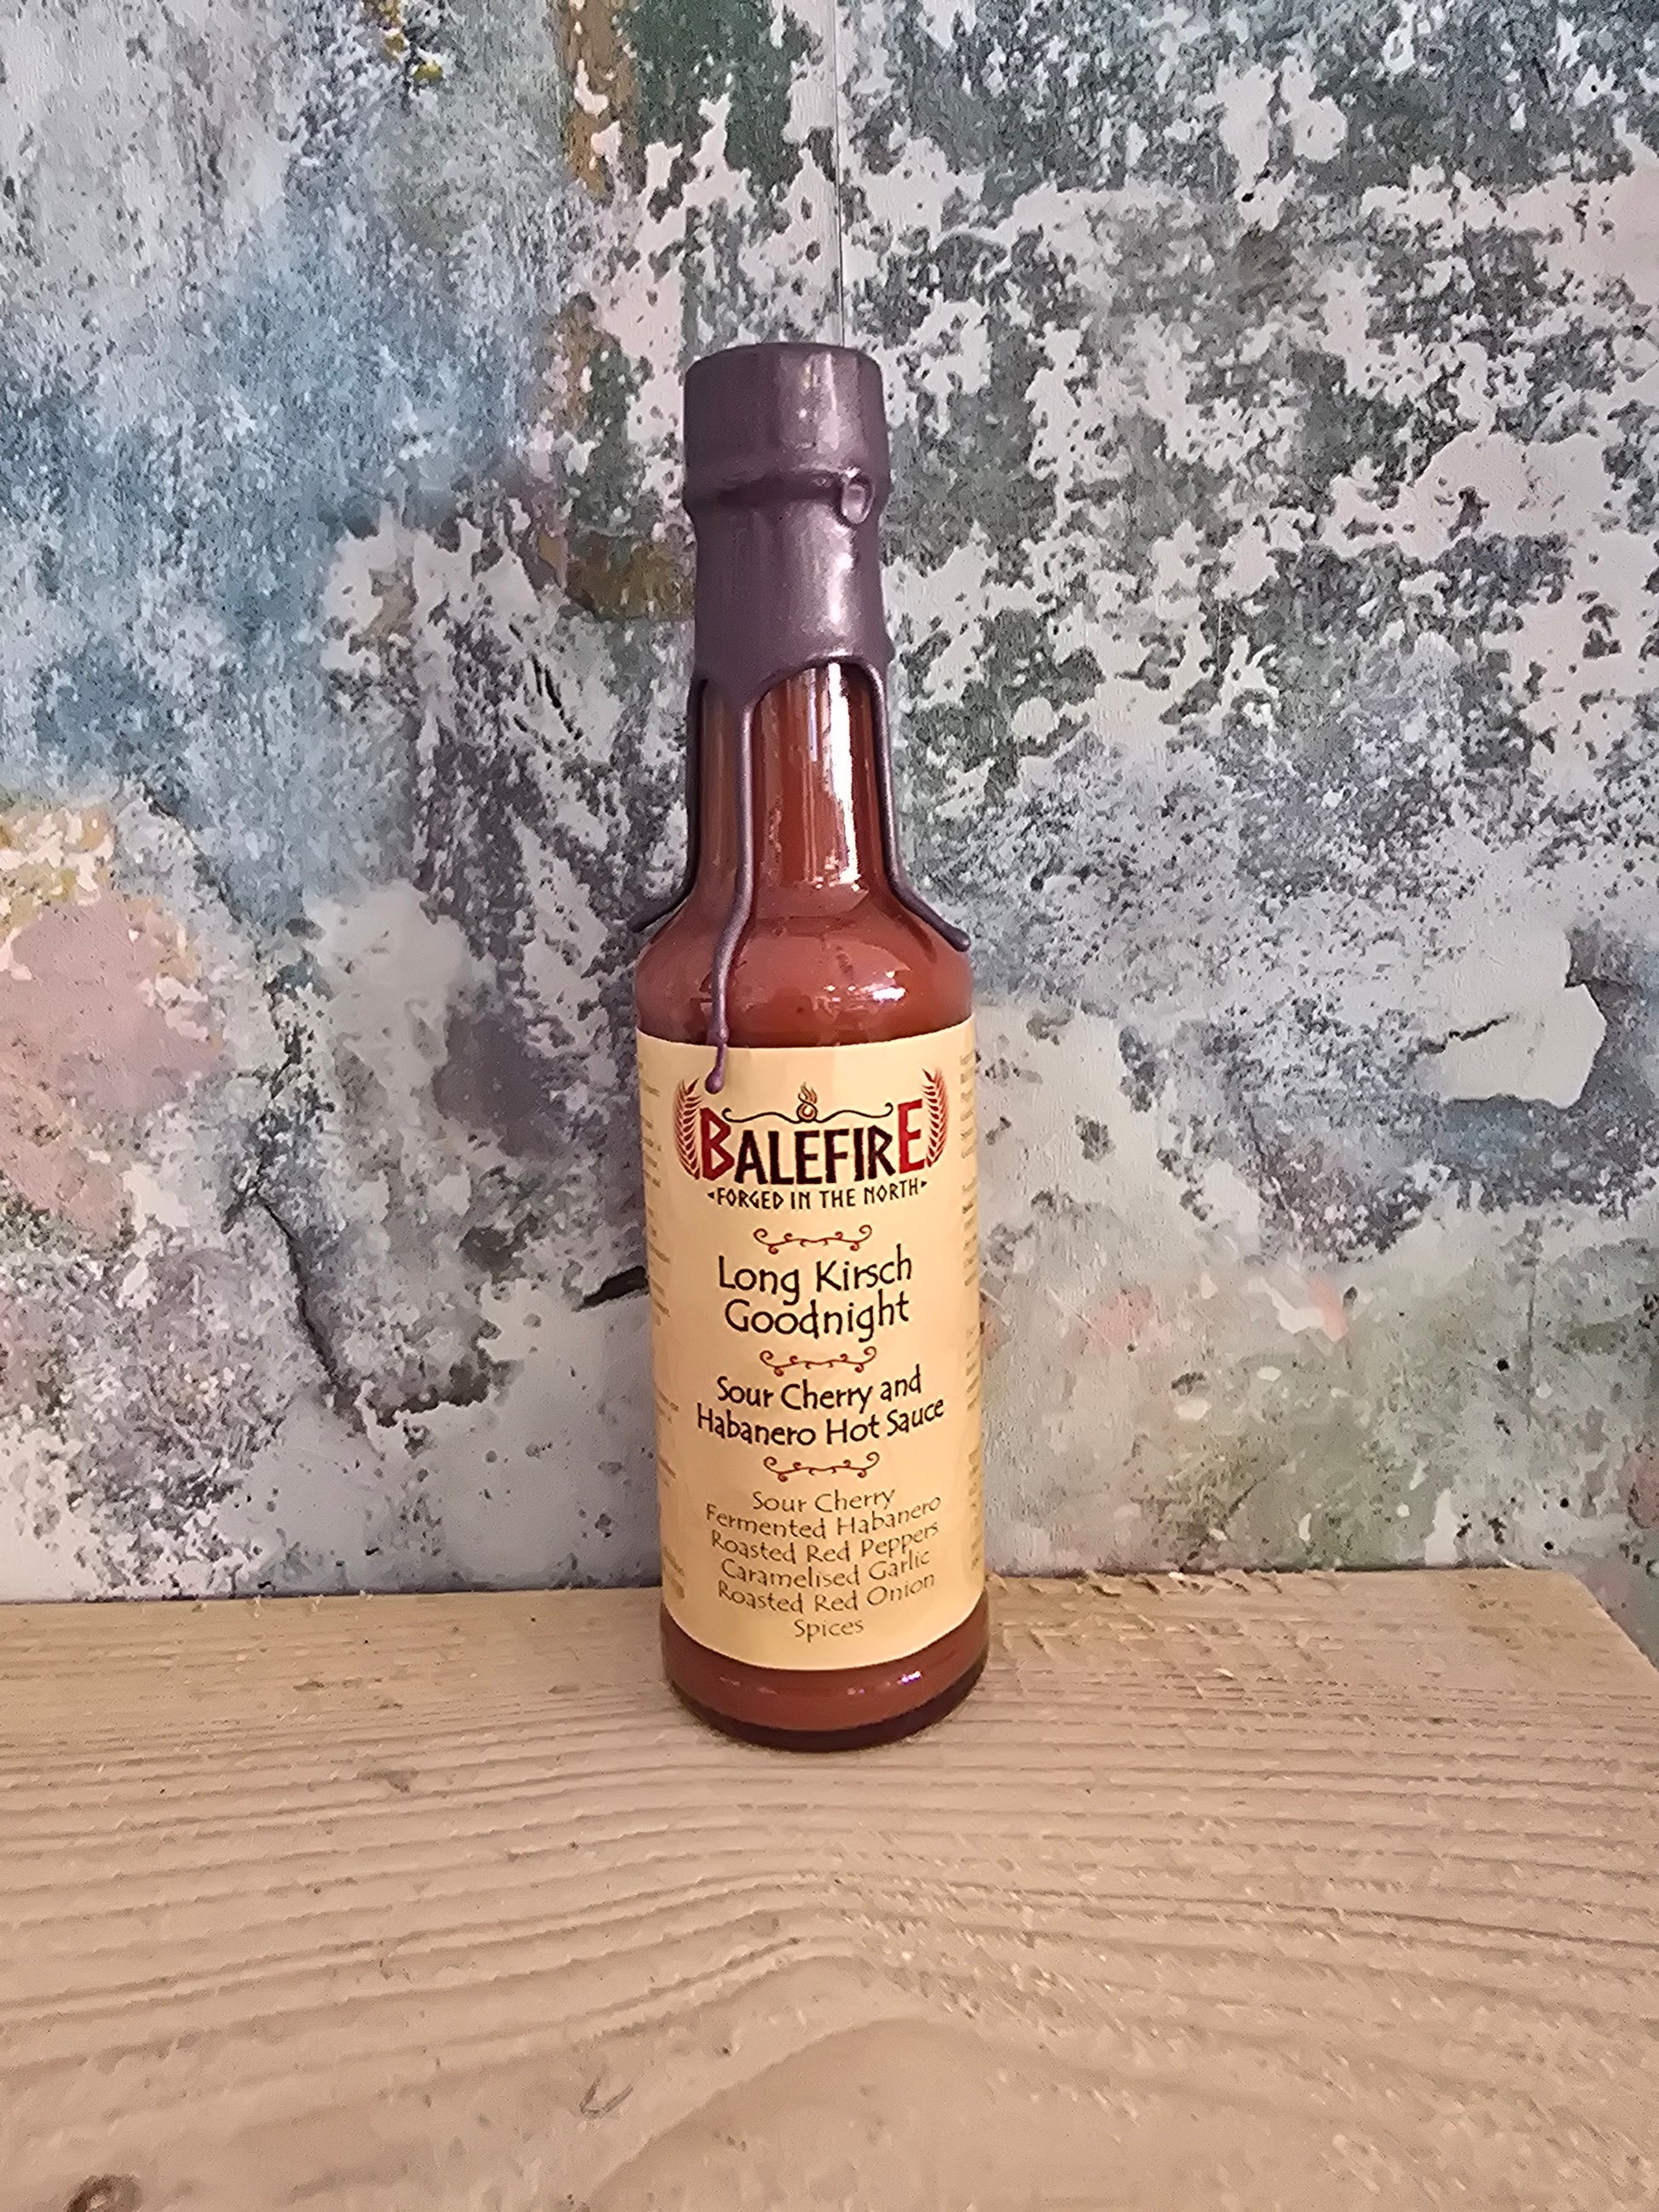 BALEFIRE
FORGED IN THE NORTH
Long Kirsch
Goodnight
Sour Cherry and
Habanero Hot Sauce
Sour Cherry
Fermented Habanero
Roasted Red Peppers
Caramelised Garlic
Roasted Red Onion
Spices